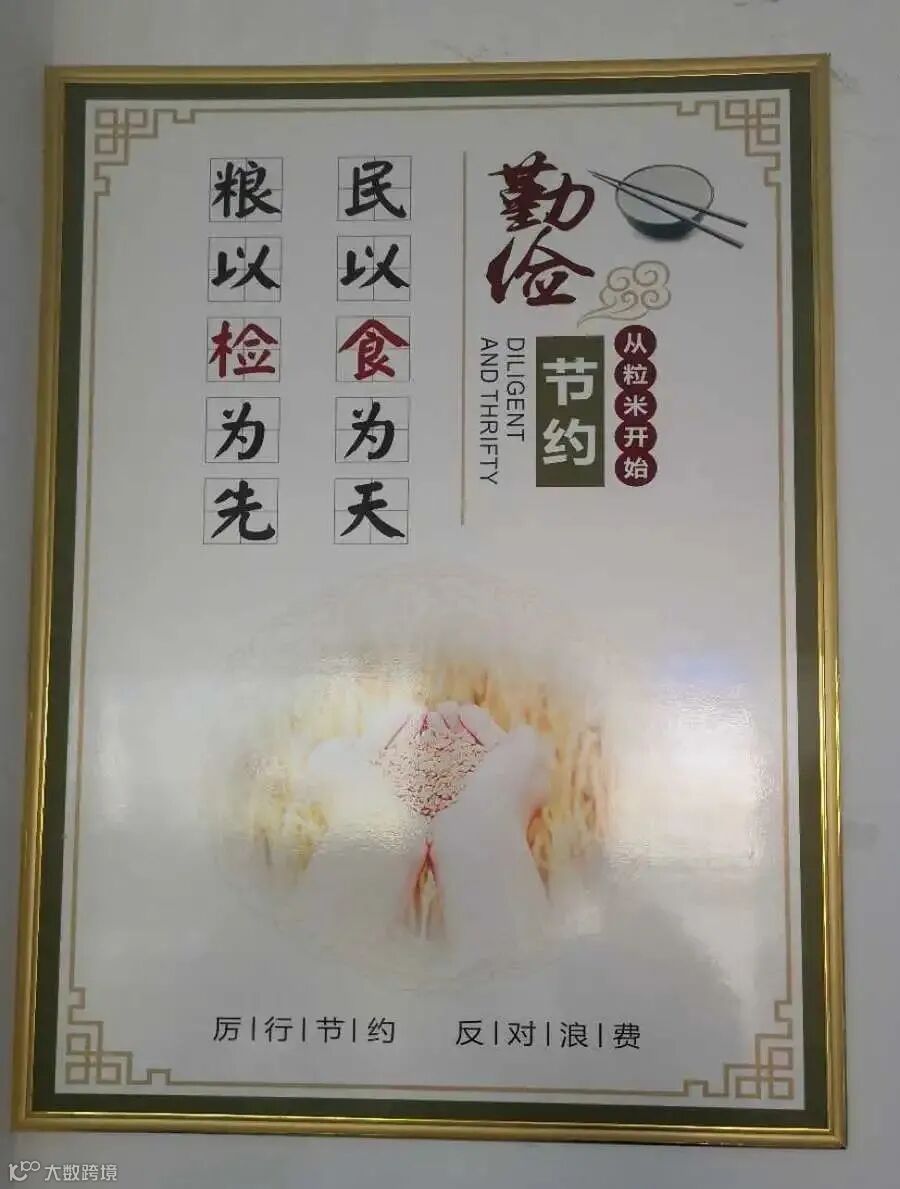 勤俭
节约
DILIGENT
AND THRIFTY
从粒米开始
民以食为天
粮以检为先
厉|行|节|约 反|对|浪|费
大数跨境